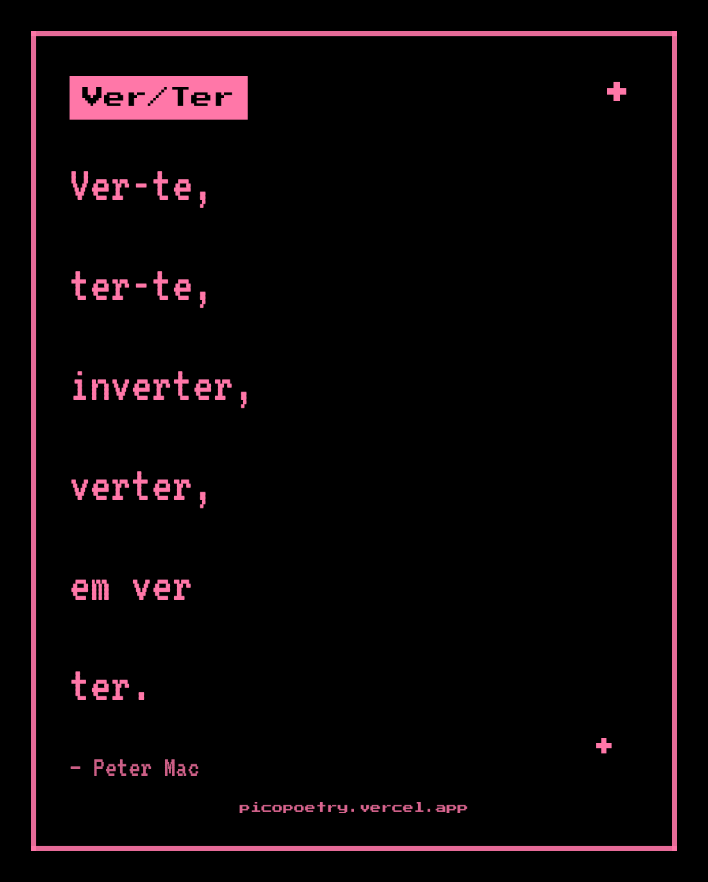 Ver/Ter
Ver-te,
ter-te,
inverter,
verter,
em ver
ter.
- Peter Mac
picopoetry.vercel.app